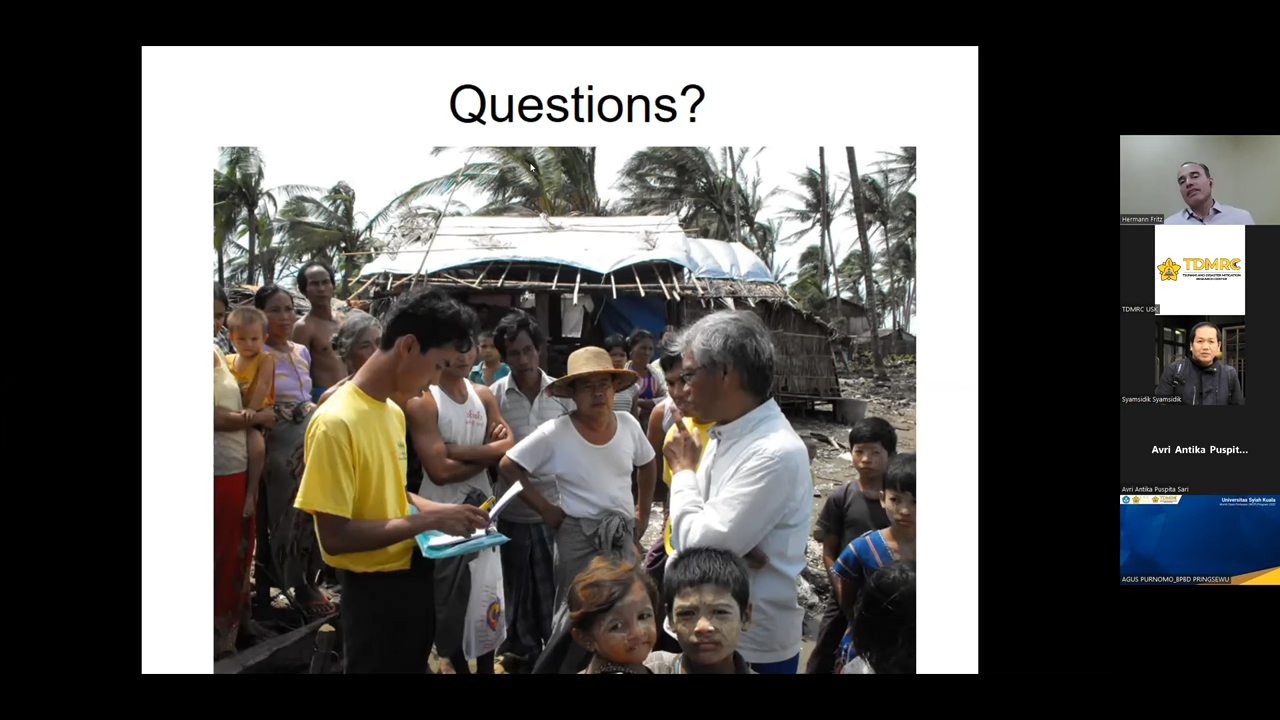 Questions?
Hermann Fritz
TDMRC
TSUNAMI AND DISASTER MITIGATION
RESEARCH CENTER
TDMRC USK
Syamsidik Syamsidik
Avri Antika Puspit...
Avri Antika Puspita Sari
TDMRC
Universitas Syiah Kuala
AGUS PURNOMO_BPBD PRINGSEWU